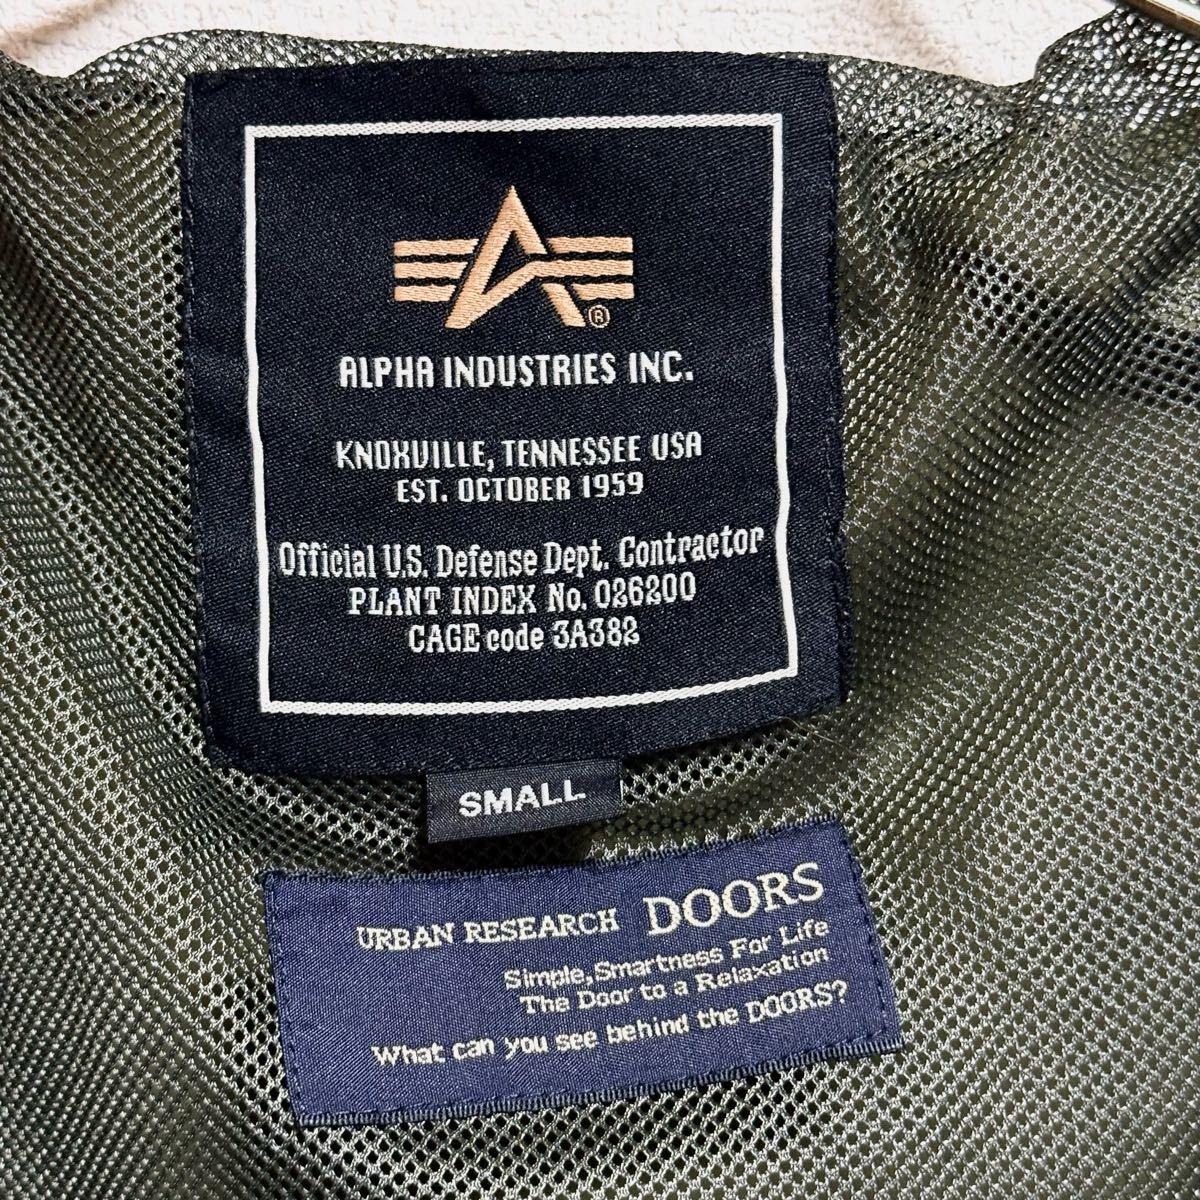 ®
ALPHA INDUSTRIES INC.
KNOXVILLE, TENNESSEE USA
EST. OCTOBER 1959
Official U.S. Defense Dept. Contractor
PLANT INDEX No. 026200
CAGE code 3A382
SMALL
URBAN RESEARCH DOORS
Simple, Smartness For Life
The Door to a Relaxation
What can you see behind the DOORS?